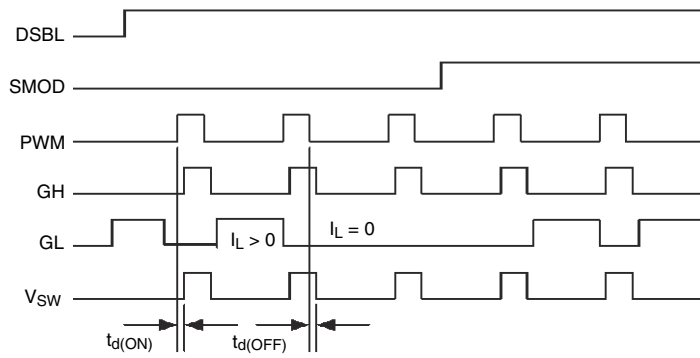 DSBL
SMOD
PWM
GH
GL
I_L > 0
I_L = 0
V_SW
t_d(ON)
t_d(OFF)